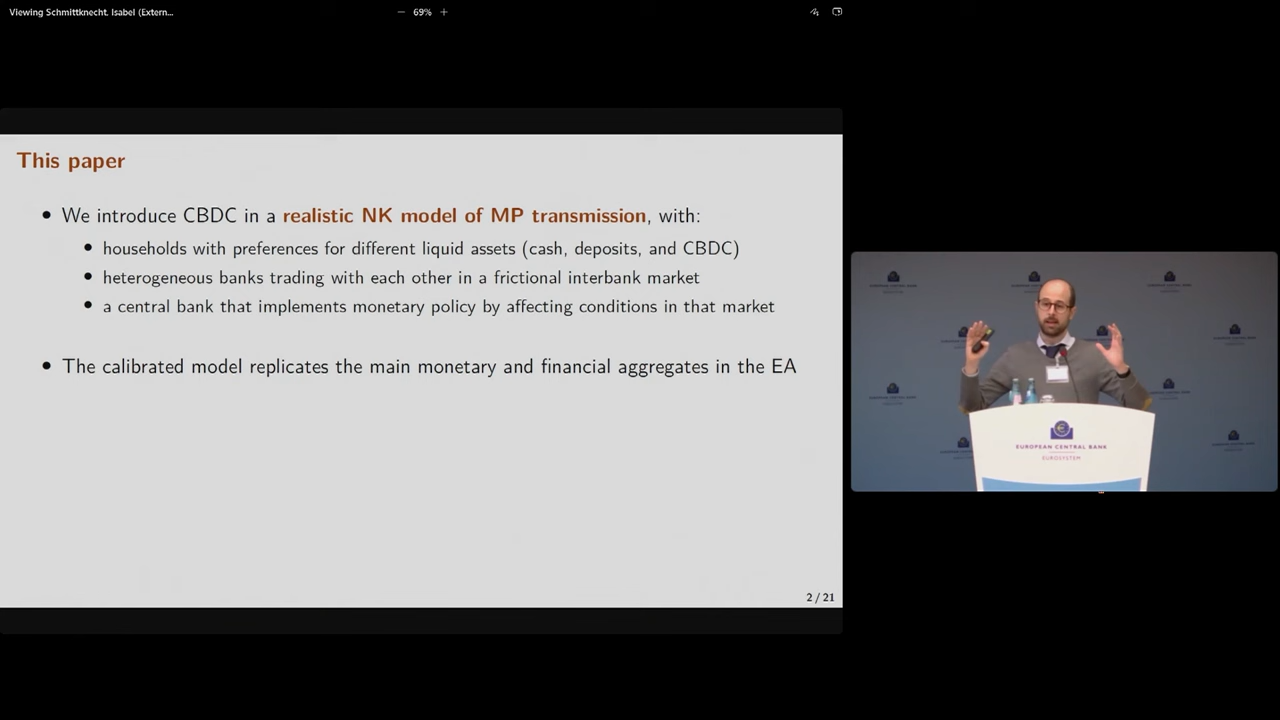 Viewing Schmittknecht, Isabel (Extern...
69%
This paper
We introduce CBDC in a realistic NK model of MP transmission, with:
households with preferences for different liquid assets (cash, deposits, and CBDC)
heterogeneous banks trading with each other in a frictional interbank market
a central bank that implements monetary policy by affecting conditions in that market
The calibrated model replicates the main monetary and financial aggregates in the EA
2 / 21
EUROPEAN CENTRAL BANK
EUROSYSTEM